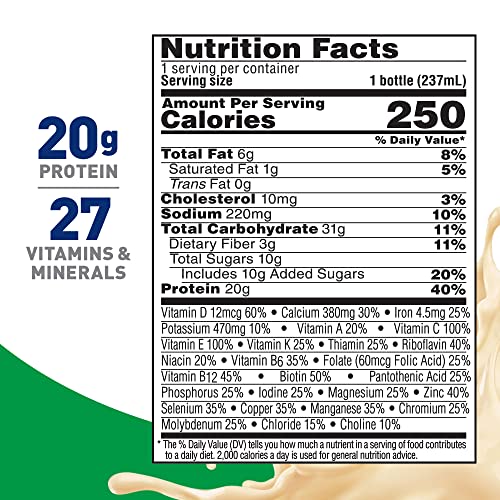 20g
PROTEIN
27
VITAMINS &
MINERALS
Nutrition Facts
1 serving per container
Serving size 1 bottle (237mL)
Amount Per Serving
Calories 250
% Daily Value*
Total Fat 6g 8%
Saturated Fat 1g 5%
Trans Fat 0g
Cholesterol 10mg 3%
Sodium 220mg 10%
Total Carbohydrate 31g 11%
Dietary Fiber 3g 11%
Total Sugars 10g
Includes 10g Added Sugars 20%
Protein 20g 40%
Vitamin D 12mcg 60% • Calcium 380mg 30% • Iron 4.5mg 25%
Potassium 470mg 10% • Vitamin A 20% • Vitamin C 100%
Vitamin E 100% • Vitamin K 25% • Thiamin 25% • Riboflavin 40%
Niacin 20% • Vitamin B6 35% • Folate (60mcg Folic Acid) 25%
Vitamin B12 45% • Biotin 50% • Pantothenic Acid 25%
Phosphorus 25% • Iodine 25% • Magnesium 25% • Zinc 40%
Selenium 35% • Copper 35% • Manganese 35% • Chromium 25%
Molybdenum 25% • Chloride 15% • Choline 10%
* The % Daily Value (DV) tells you how much a nutrient in a serving of food contributes
to a daily diet. 2,000 calories a day is used for general nutrition advice.